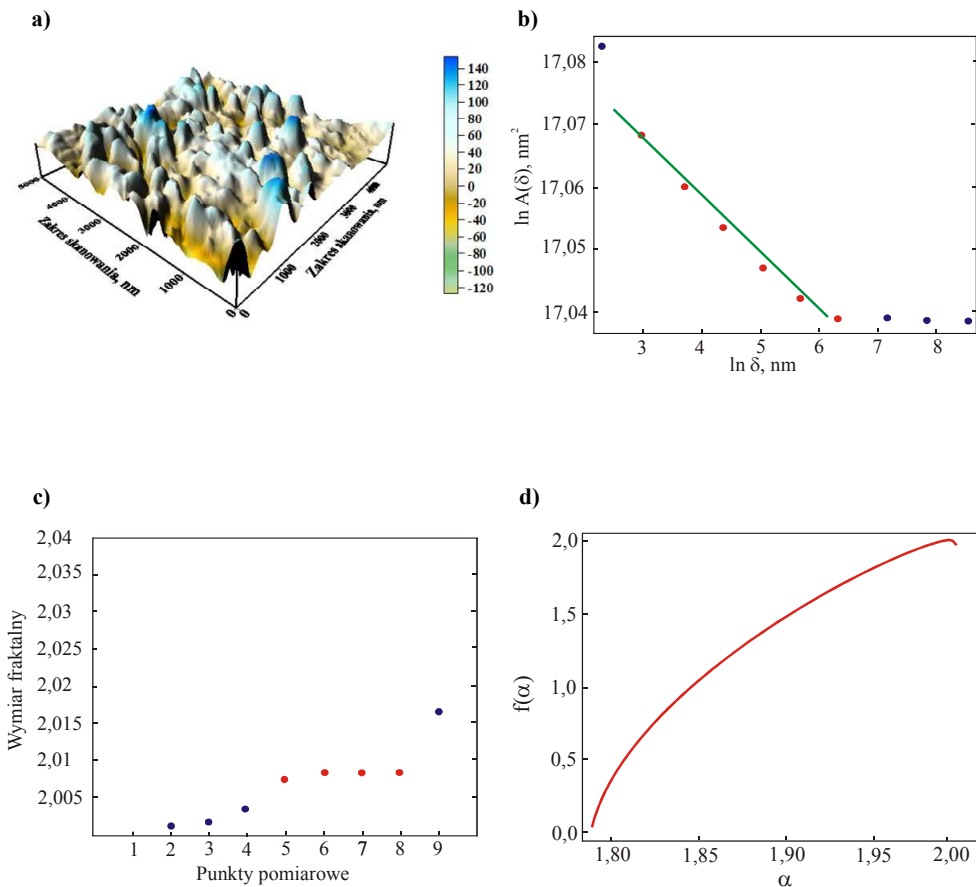 a)
140
120
100
80
60
40
20
0
-20
-40
-60
-80
-100
-120
5000
4000
3000
2000
1000
0
Zakres skanowania, nm
0
1000
2000
3000
4000
Zakres skanowania, nm
b)
17,08
17,07
17,06
17,05
17,04
ln A(δ), nm²
3 4 5 6 7 8
ln δ, nm
c)
2,04
2,035
2,03
2,025
2,02
2,015
2,01
2,005
Wymiar fraktalny
1 2 3 4 5 6 7 8 9
Punkty pomiarowe
d)
2,0
1,5
1,0
0,5
0,0
f(α)
1,80 1,85 1,90 1,95 2,00
α